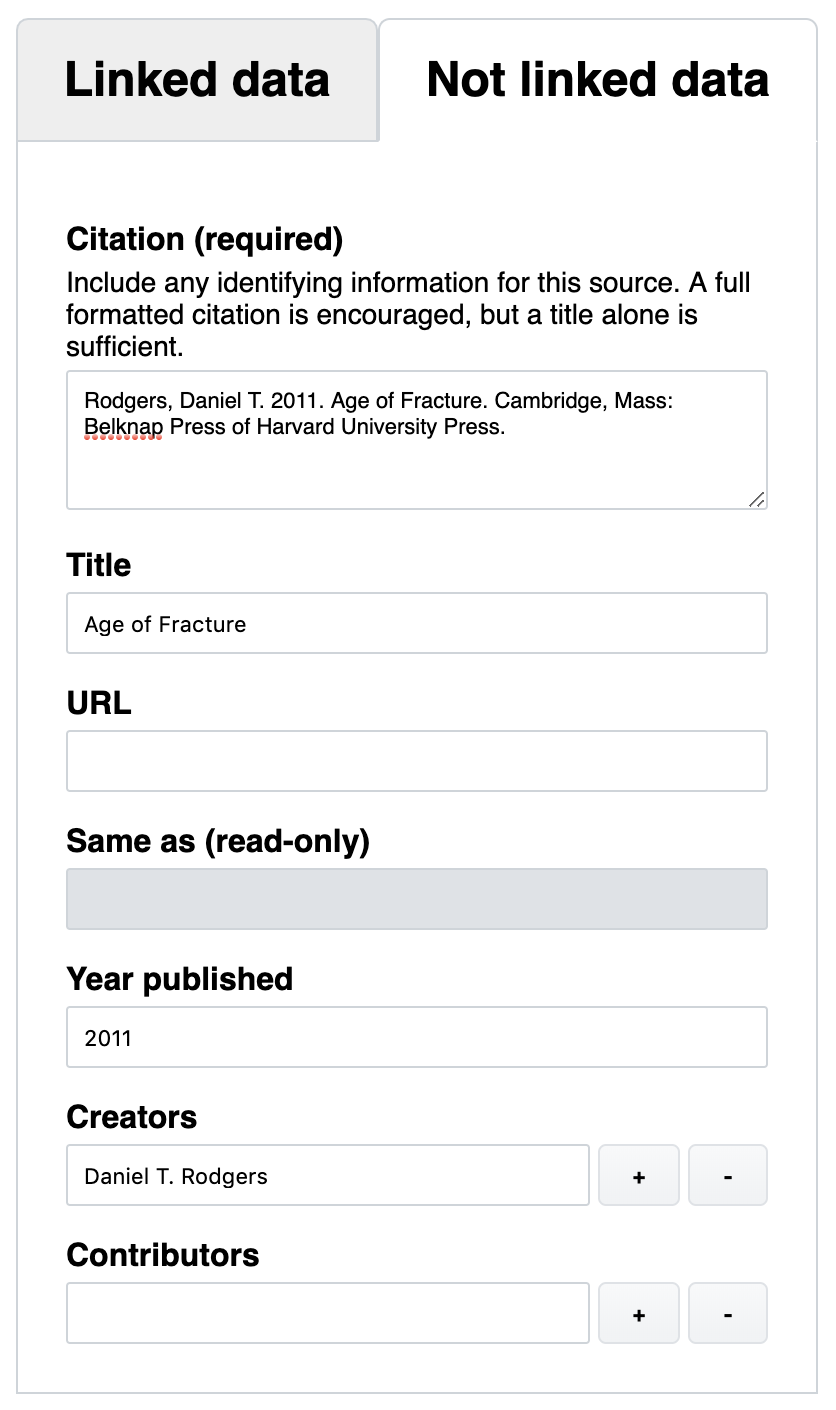 Linked data
Not linked data
Citation (required)
Include any identifying information for this source. A full
formatted citation is encouraged, but a title alone is
sufficient.
Rodgers, Daniel T. 2011. Age of Fracture. Cambridge, Mass:
Belknap Press of Harvard University Press.
Title
Age of Fracture
URL
Same as (read-only)
Year published
2011
Creators
Daniel T. Rodgers
+ -
Contributors
+ -